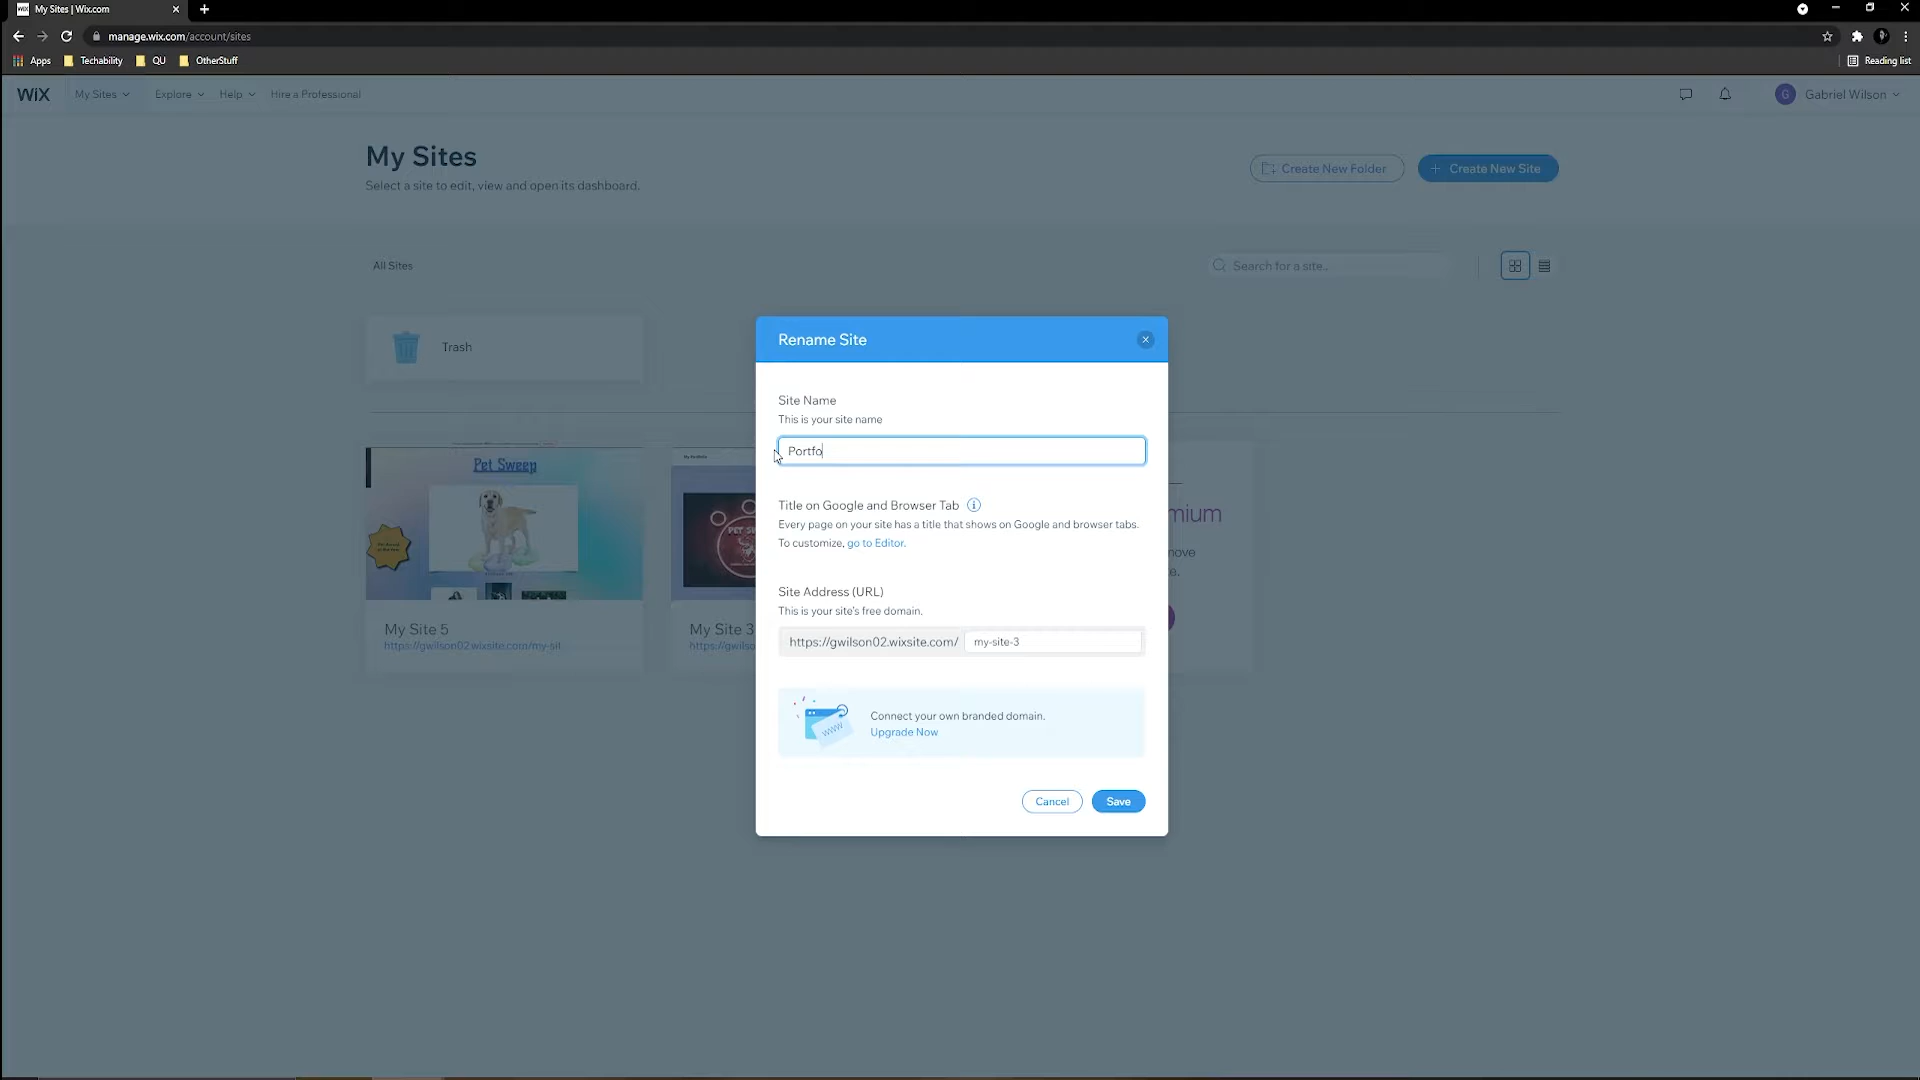 My Sites | Wix.com
manage.wix.com/account/sites
Apps Techability QU OtherStuff Reading list
WiX My Sites Explore Help Hire a Professional G Gabriel Wilson
My Sites
Select a site to edit, view and open its dashboard.
Create New Folder
+ Create New Site
All Sites
Search for a site..
Trash
Rename Site
Site Name
This is your site name
Portfo
Title on Google and Browser Tab
Every page on your site has a title that shows on Google and browser tabs.
To customize, go to Editor.
Site Address (URL)
This is your site's free domain.
https://gwilson02.wixsite.com/ my-site-3
WWW
Connect your own branded domain.
Upgrade Now
Cancel Save
Pet Sweep
My Site 5
https://gwilson02.wixsite.com/my-sit
PET SW
My Site 3
https://gwilso
mium
move
e.